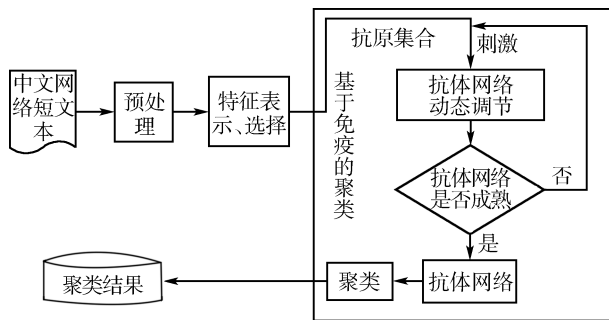 中文网
络短文
本
预处
理
特征表
示、选择
抗原集合
刺激
基于免疫的聚类
抗体网络
动态调节
抗体网络
是否成熟
否
是
抗体网络
聚类
聚类结果